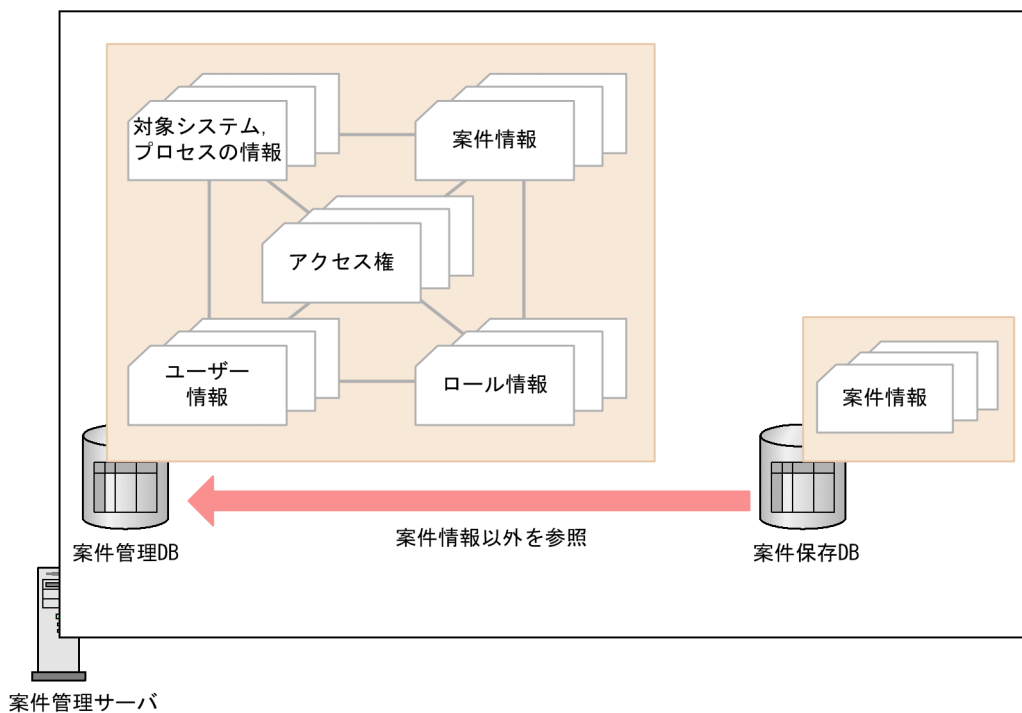 対象システム,
プロセスの情報
案件情報
アクセス権
ユーザー
情報
ロール情報
案件情報
案件管理DB
案件情報以外を参照
案件保存DB
案件管理サーバ